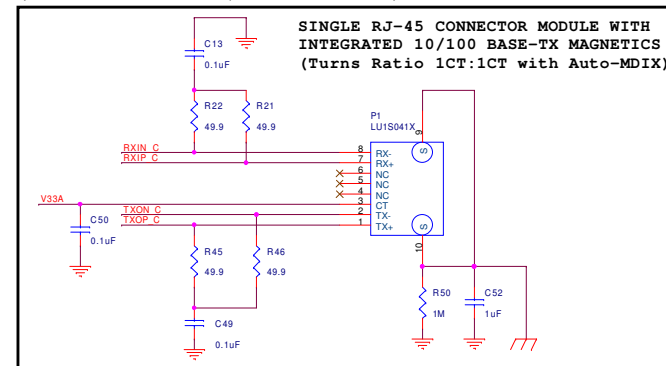 SINGLE RJ-45 CONNECTOR MODULE WITH
INTEGRATED 10/100 BASE-TX MAGNETICS
(Turns Ratio 1CT:1CT with Auto-MDIX)
C13
0.1uF
R22
49.9
R21
49.9
P1
LU1S041X
9
S
RXIN_C
8
RX-
RXIP_C
7
RX+
6
NC
5
NC
4
NC
V33A
3
CT
TXON_C
2
TX-
TXOP_C
1
TX+
S
10
C50
0.1uF
R45
49.9
R46
49.9
C49
0.1uF
R50
1M
C52
1uF